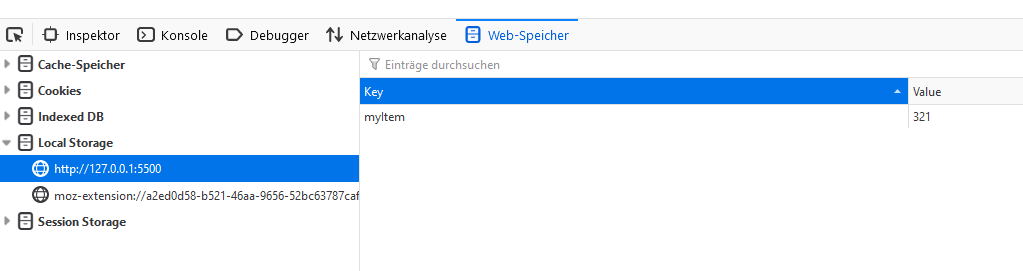 Inspektor Konsole Debugger Netzwerkanalyse Web-Speicher
Cache-Speicher
Cookies
Indexed DB
Local Storage
http://127.0.0.1:5500
moz-extension://a2ed0d58-b521-46aa-9656-52bc63787caf
Session Storage
Einträge durchsuchen
Key Value
myItem 321